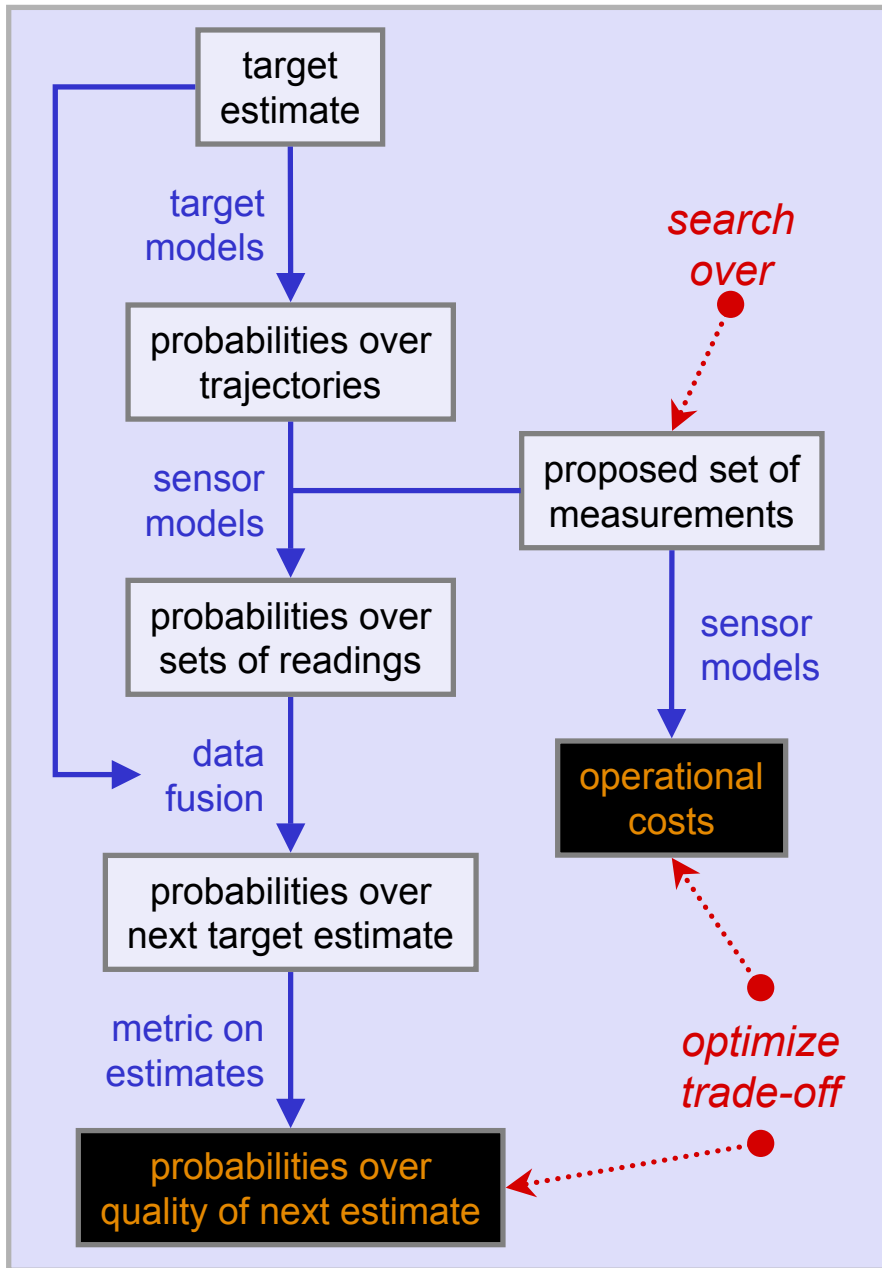 target
estimate
target
models
search
over
probabilities over
trajectories
proposed set of
measurements
sensor
models
probabilities over
sets of readings
sensor
models
data
fusion
operational
costs
probabilities over
next target estimate
metric on
estimates
optimize
trade-off
probabilities over
quality of next estimate